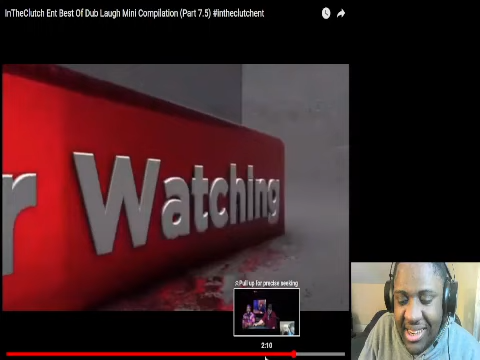 InTheClutch Ent Best Of Dub Laugh Mini Compilation (Part 7.5) #intheclutchent
r Watching
Pull up for precise seeking
2:10